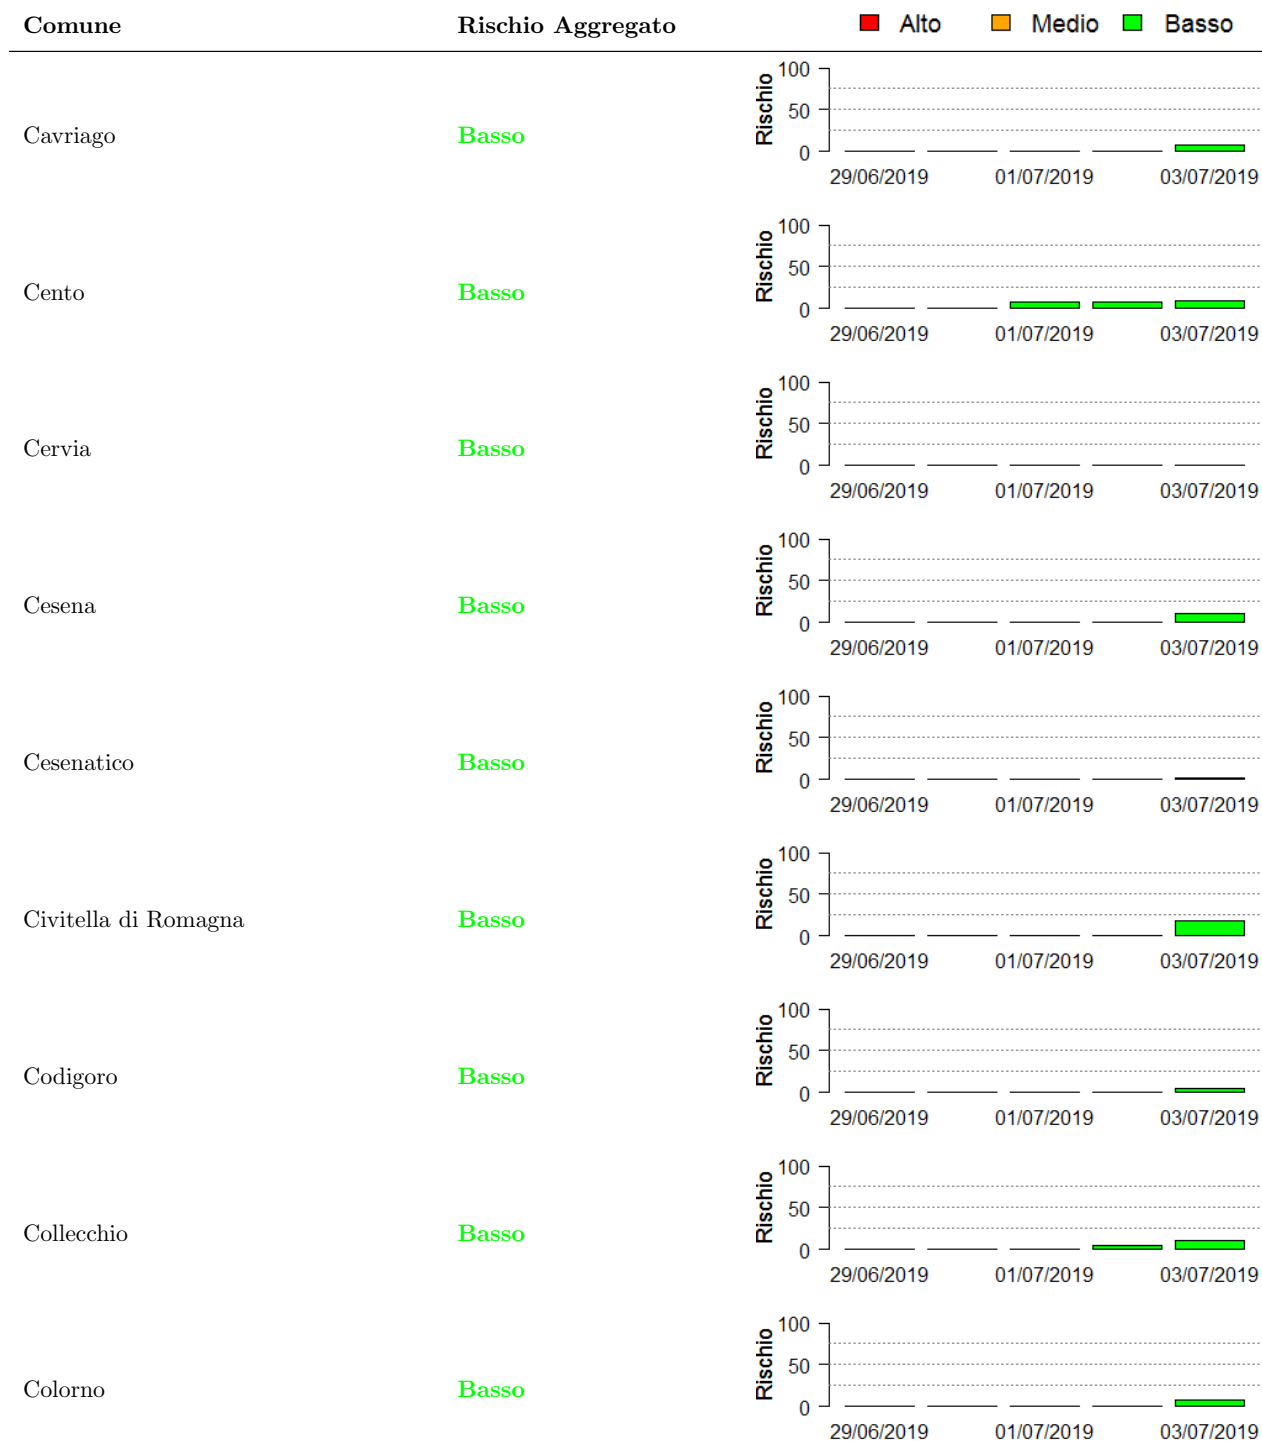 Comune Rischio Aggregato Alto Medio Basso
Cavriago Basso Rischio 100 50 0
29/06/2019 01/07/2019 03/07/2019
Cento Basso Rischio 100 50 0
29/06/2019 01/07/2019 03/07/2019
Cervia Basso Rischio 100 50 0
29/06/2019 01/07/2019 03/07/2019
Cesena Basso Rischio 100 50 0
29/06/2019 01/07/2019 03/07/2019
Cesenatico Basso Rischio 100 50 0
29/06/2019 01/07/2019 03/07/2019
Civitella di Romagna Basso Rischio 100 50 0
29/06/2019 01/07/2019 03/07/2019
Codigoro Basso Rischio 100 50 0
29/06/2019 01/07/2019 03/07/2019
Collecchio Basso Rischio 100 50 0
29/06/2019 01/07/2019 03/07/2019
Colorno Basso Rischio 100 50 0
29/06/2019 01/07/2019 03/07/2019